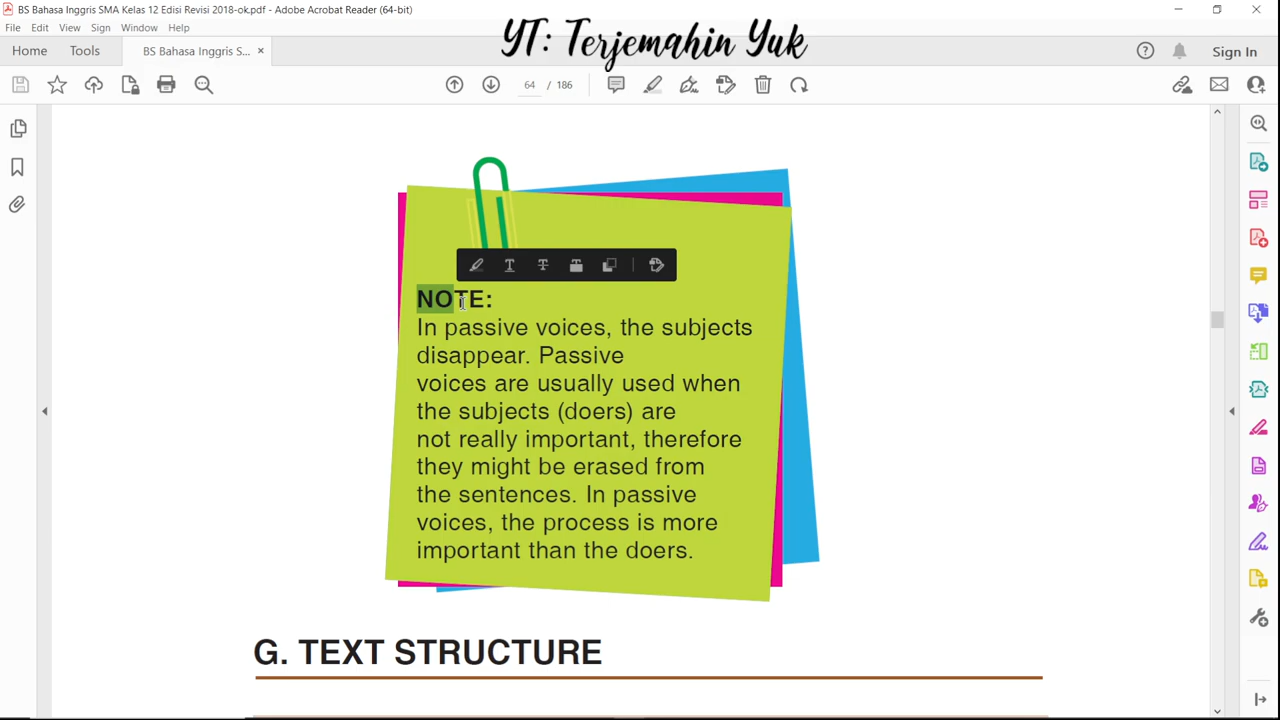 BS Bahasa Inggris SMA Kelas 12 Edisi Revisi 2018-ok.pdf - Adobe Acrobat Reader (64-bit)
YT: Terjemahin Yuk
File Edit View Sign Window Help
Home Tools BS Bahasa Inggris S... × Sign In
64 / 186
NOTE:
In passive voices, the subjects
disappear. Passive
voices are usually used when
the subjects (doers) are
not really important, therefore
they might be erased from
the sentences. In passive
voices, the process is more
important than the doers.
G. TEXT STRUCTURE